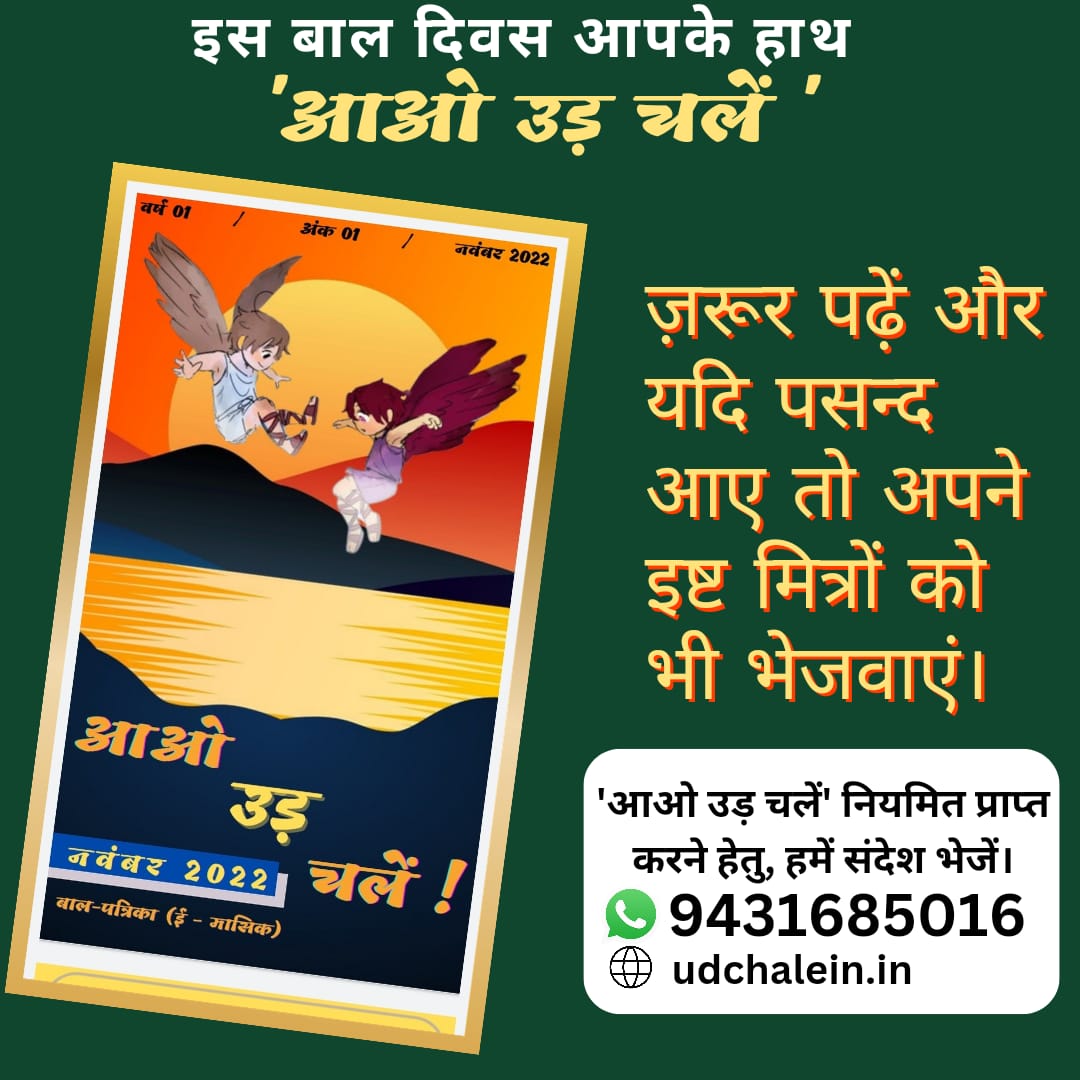 इस बाल दिवस आपके हाथ
'आओ उड़ चलें '
वर्ष 01 / अंक 01 / नवंबर 2022
आओ
उड़
चलें !
नवंबर 2022
बाल-पत्रिका (ई - मासिक)
ज़रूर पढ़ें और
यदि पसन्द
आए तो अपने
इष्ट मित्रों को
भी भेजवाएं।
'आओ उड़ चलें' नियमित प्राप्त
करने हेतु, हमें संदेश भेजें।
9431685016
udchalein.in